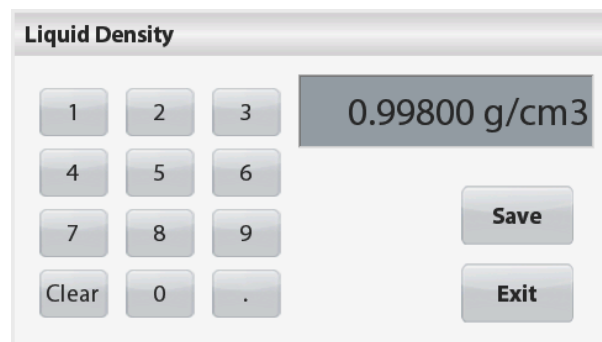 Liquid Density
0.99800 g/cm3
1 2 3
4 5 6
7 8 9
Clear 0 .
Save
Exit